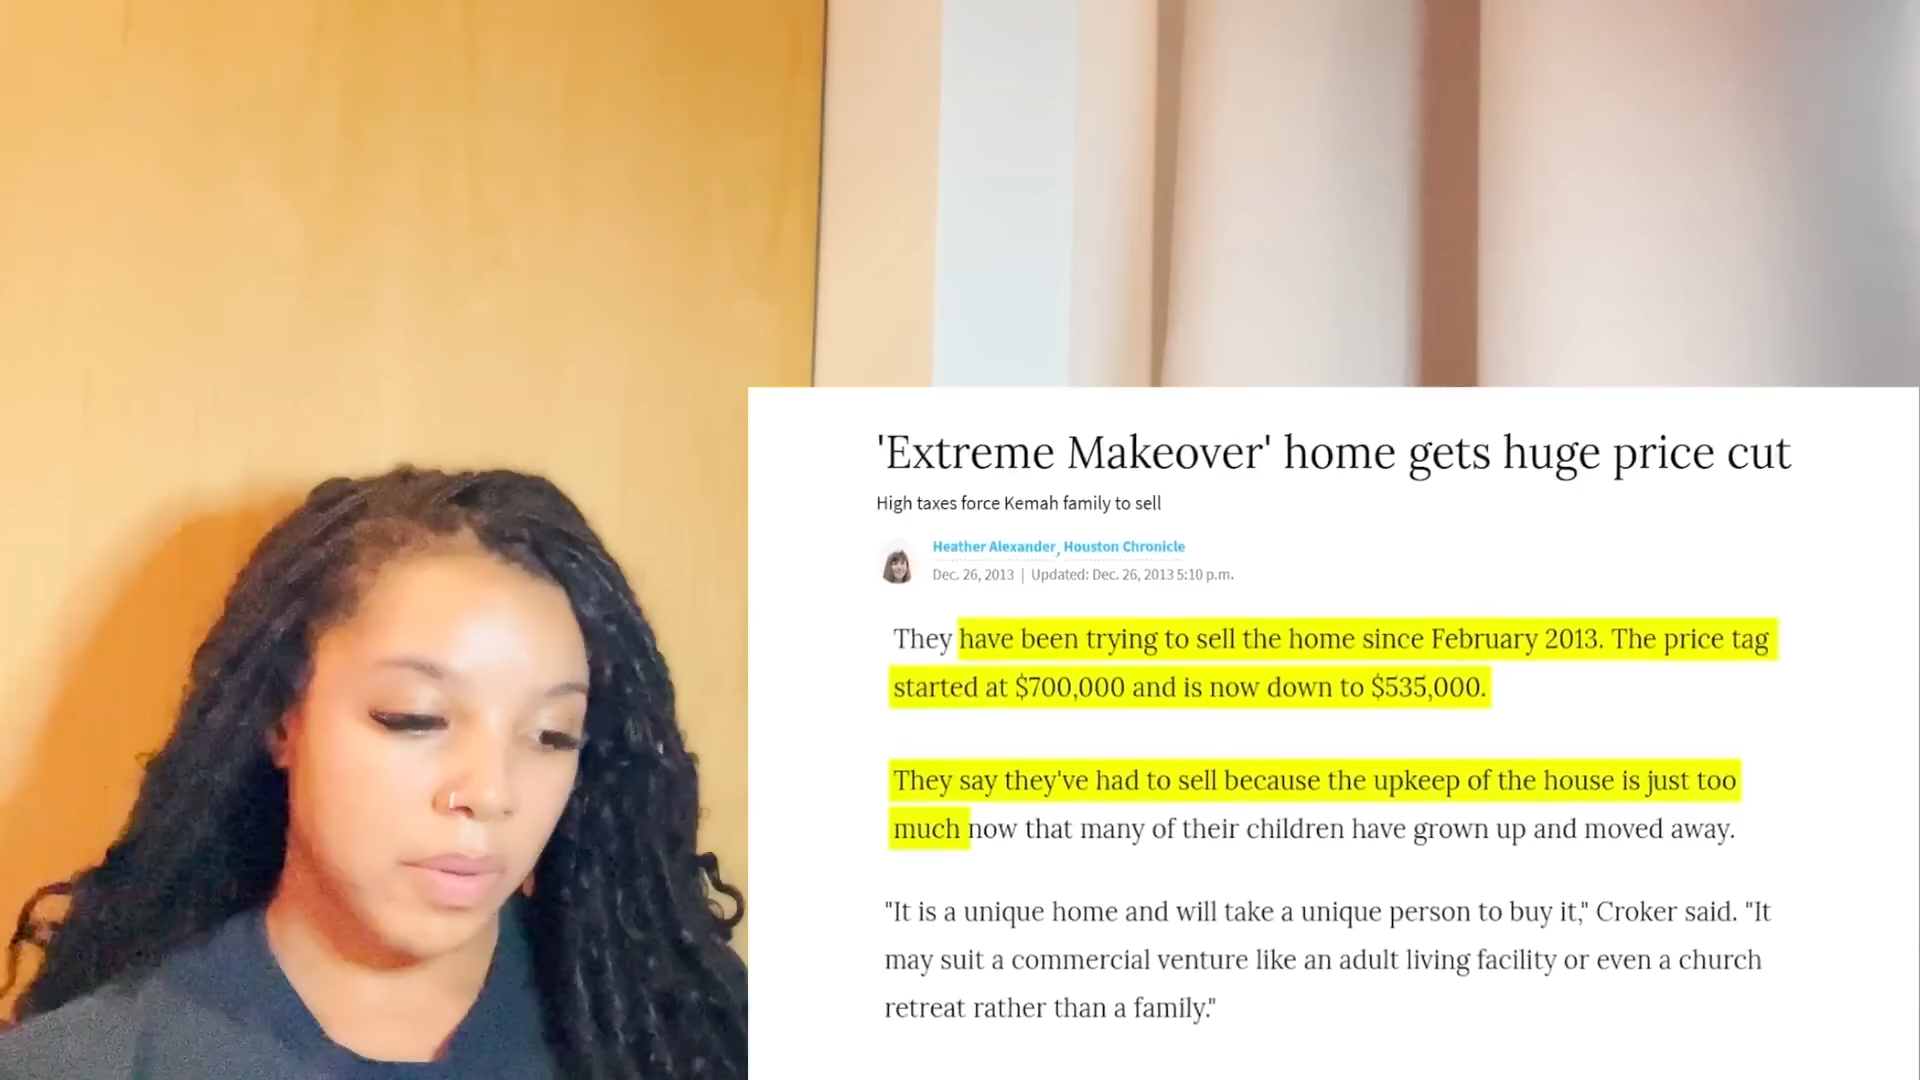 'Extreme Makeover' home gets huge price cut
High taxes force Kemah family to sell
Heather Alexander, Houston Chronicle
Dec. 26, 2013 | Updated: Dec. 26, 2013 5:10 p.m.
They have been trying to sell the home since February 2013. The price tag
started at $700,000 and is now down to $535,000.
They say they've had to sell because the upkeep of the house is just too
much now that many of their children have grown up and moved away.
"It is a unique home and will take a unique person to buy it," Croker said. "It
may suit a commercial venture like an adult living facility or even a church
retreat rather than a family."